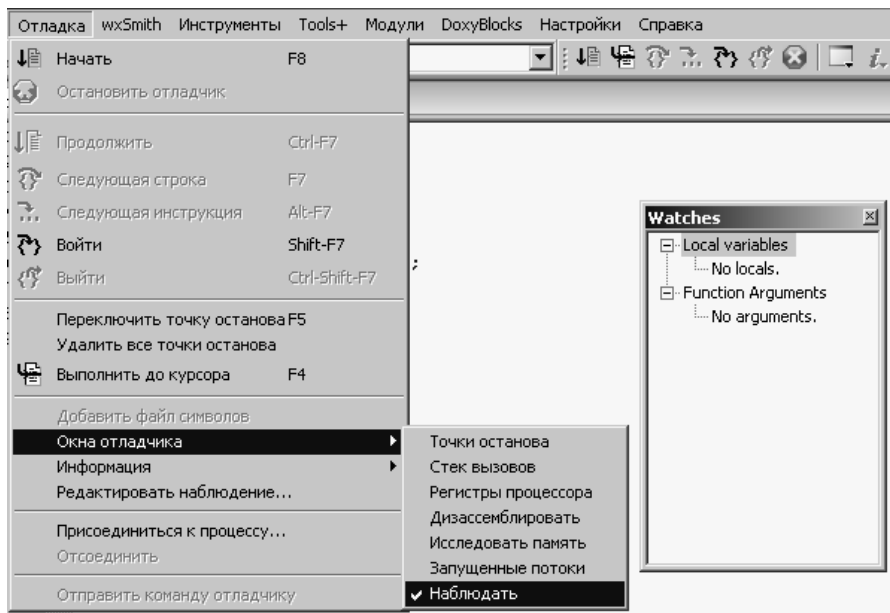 Отладка wxSmith Инструменты Tools+ Модули DoxyBlocks Настройки Справка
Начать F8
Остановить отладчик
Продолжить Ctrl-F7
Следующая строка F7
Следующая инструкция Alt-F7
Войти Shift-F7
Выйти Ctrl-Shift-F7
;
Переключить точку останова F5
Удалить все точки останова
Выполнить до курсора F4
Добавить файл символов
Окна отладчика
Информация
Редактировать наблюдение...
Присоединиться к процессу...
Отсоединить
Отправить команду отладчику
Точки останова
Стек вызовов
Регистры процессора
Дизассемблировать
Исследовать память
Запущенные потоки
Наблюдать
Watches
Local variables
No locals.
Function Arguments
No arguments.